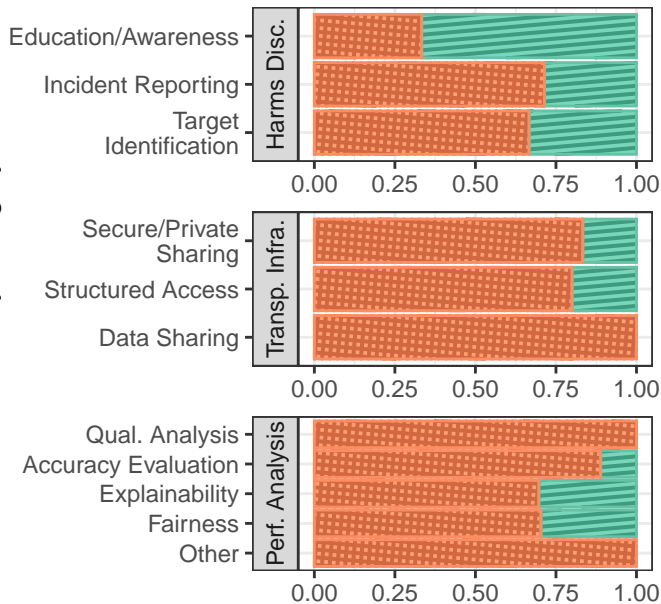 Education/Awareness
Incident Reporting
Target
Identification
Harms Disc.
0.00 0.25 0.50 0.75 1.00
Secure/Private
Sharing
Structured Access
Data Sharing
Transp. Infra.
0.00 0.25 0.50 0.75 1.00
Qual. Analysis
Accuracy Evaluation
Explainability
Fairness
Other
Perf. Analysis
0.00 0.25 0.50 0.75 1.00